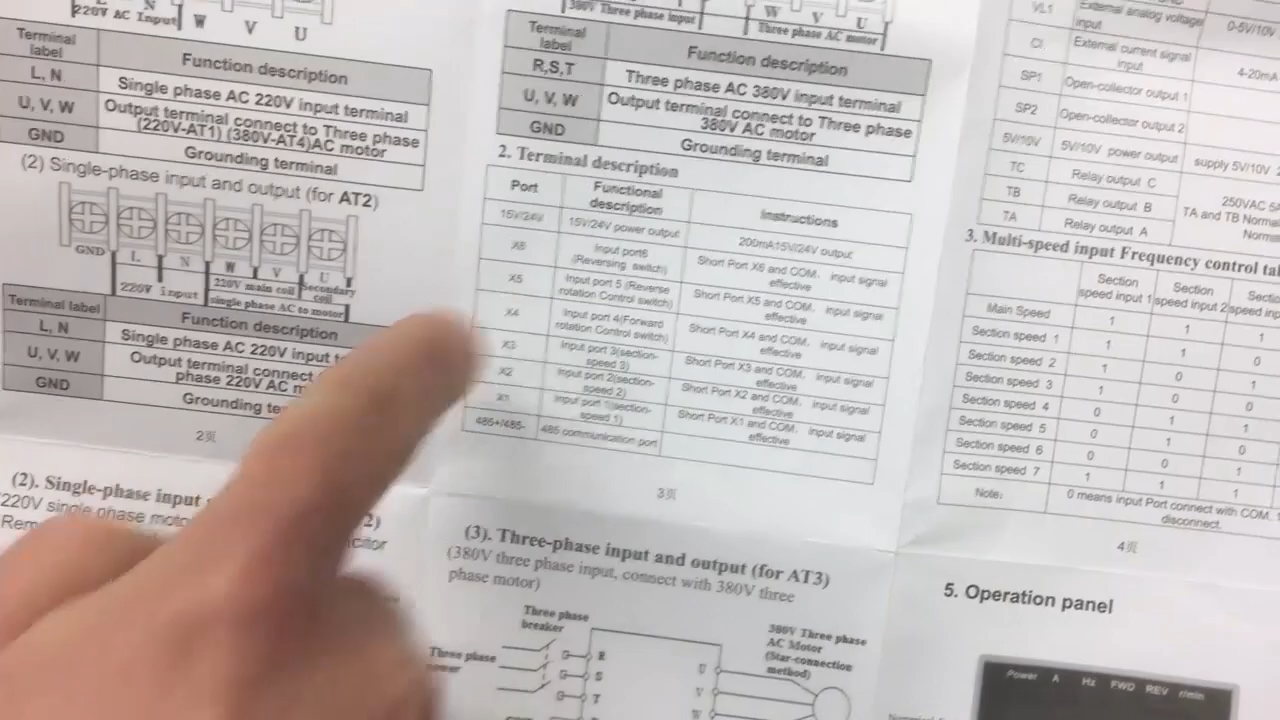 220V AC Input
N
W
V
U
Terminal label
Function description
L, N
Single phase AC 220V input terminal
U, V, W
Output terminal connect to Three phase
(220V-AT1) (380V-AT4)AC motor
GND
Grounding terminal
(2) Single-phase input and output (for AT2)
GND
L
N
W
V
U
220V input
220V main coil
Secondary coil
single phase AC to motor
Terminal label
Function description
L, N
Single phase AC 220V input
U, V, W
Output terminal connect
phase 220V AC
GND
Grounding
2页
(2). Single-phase input
2)
220V single phase
380V Three phase input
W
V
U
Three phase AC motor
Terminal label
Function description
R,S,T
Three phase AC 380V input terminal
U, V, W
Output terminal connect to Three phase
380V AC motor
GND
Grounding terminal
2. Terminal description
Port
Functional description
Instructions
15V/24V
15V/24V power output
200mA15V/24V output
X6
Input port6
(Reversing switch)
Short Port X6 and COM, input signal
effective
X5
Input port 5 (Reverse
rotation Control switch)
Short Port X5 and COM, input signal
effective
X4
Input port 4(Forward
rotation Control switch)
Short Port X4 and COM, input signal
effective
X3
Input port 3(section-
speed 3)
Short Port X3 and COM, input signal
effective
X2
Input port 2(section-
speed 2)
Short Port X2 and COM, input signal
effective
X1
Input port 1(section-
speed 1)
Short Port X1 and COM, input signal
effective
485+/485-
485 communication port
3页
(3). Three-phase input and output (for AT3)
(380V three phase input, connect with 380V three
phase motor)
Three phase
breaker
Three phase
R
S
T
U
V
W
380V Three phase
AC Motor
(Star-connection
method)
VL1
External analog voltage
input
0-5V/10V
CI
External current signal
input
4-20mA
SP1
Open-collector output 1
SP2
Open-collector output 2
5V/10V
5V/10V power output
supply 5V/10V
TC
Relay output C
TB
Relay output B
TA
Relay output A
250VAC
TA and TB
3. Multi-speed input Frequency control
Section
speed input 1
Section
speed input 2
Main Speed
1
1
1
Section speed 1
1
1
0
Section speed 2
1
0
1
Section speed 3
1
0
0
Section speed 4
0
1
1
Section speed 5
0
1
0
Section speed 6
0
0
1
Section speed 7
1
1
1
Note:
0 means input Port connect with COM,
disconnect.
4页
5. Operation panel
Power A Hz FWD REV r/min